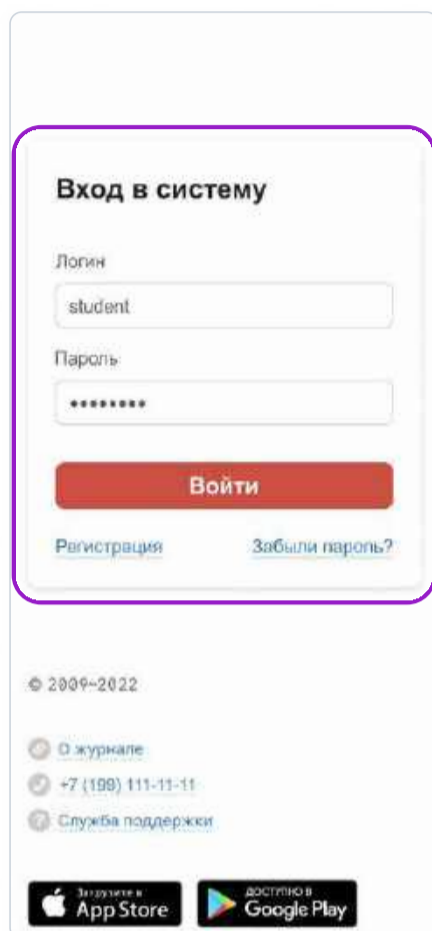 Вход в систему
Логин
student
Пароль
••••••••
Войти
Регистрация Забыли пароль?
© 2009-2022
О журнале
+7 (199) 111-11-11
Служба поддержки
Загрузите в
App Store
ДОСТУПНО В
Google Play